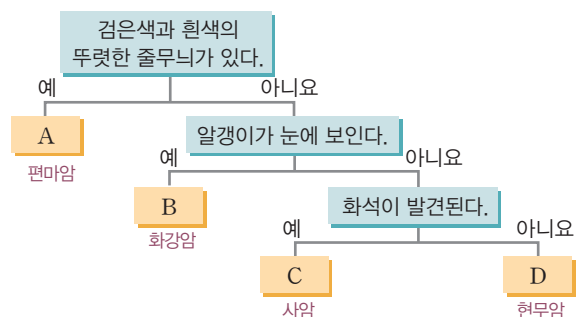 검은색과 흰색의
뚜렷한 줄무늬가 있다.
예
아니요
A
편마암
알갱이가 눈에 보인다.
예
아니요
B
화강암
화석이 발견된다.
예
아니요
C
사암
D
현무암